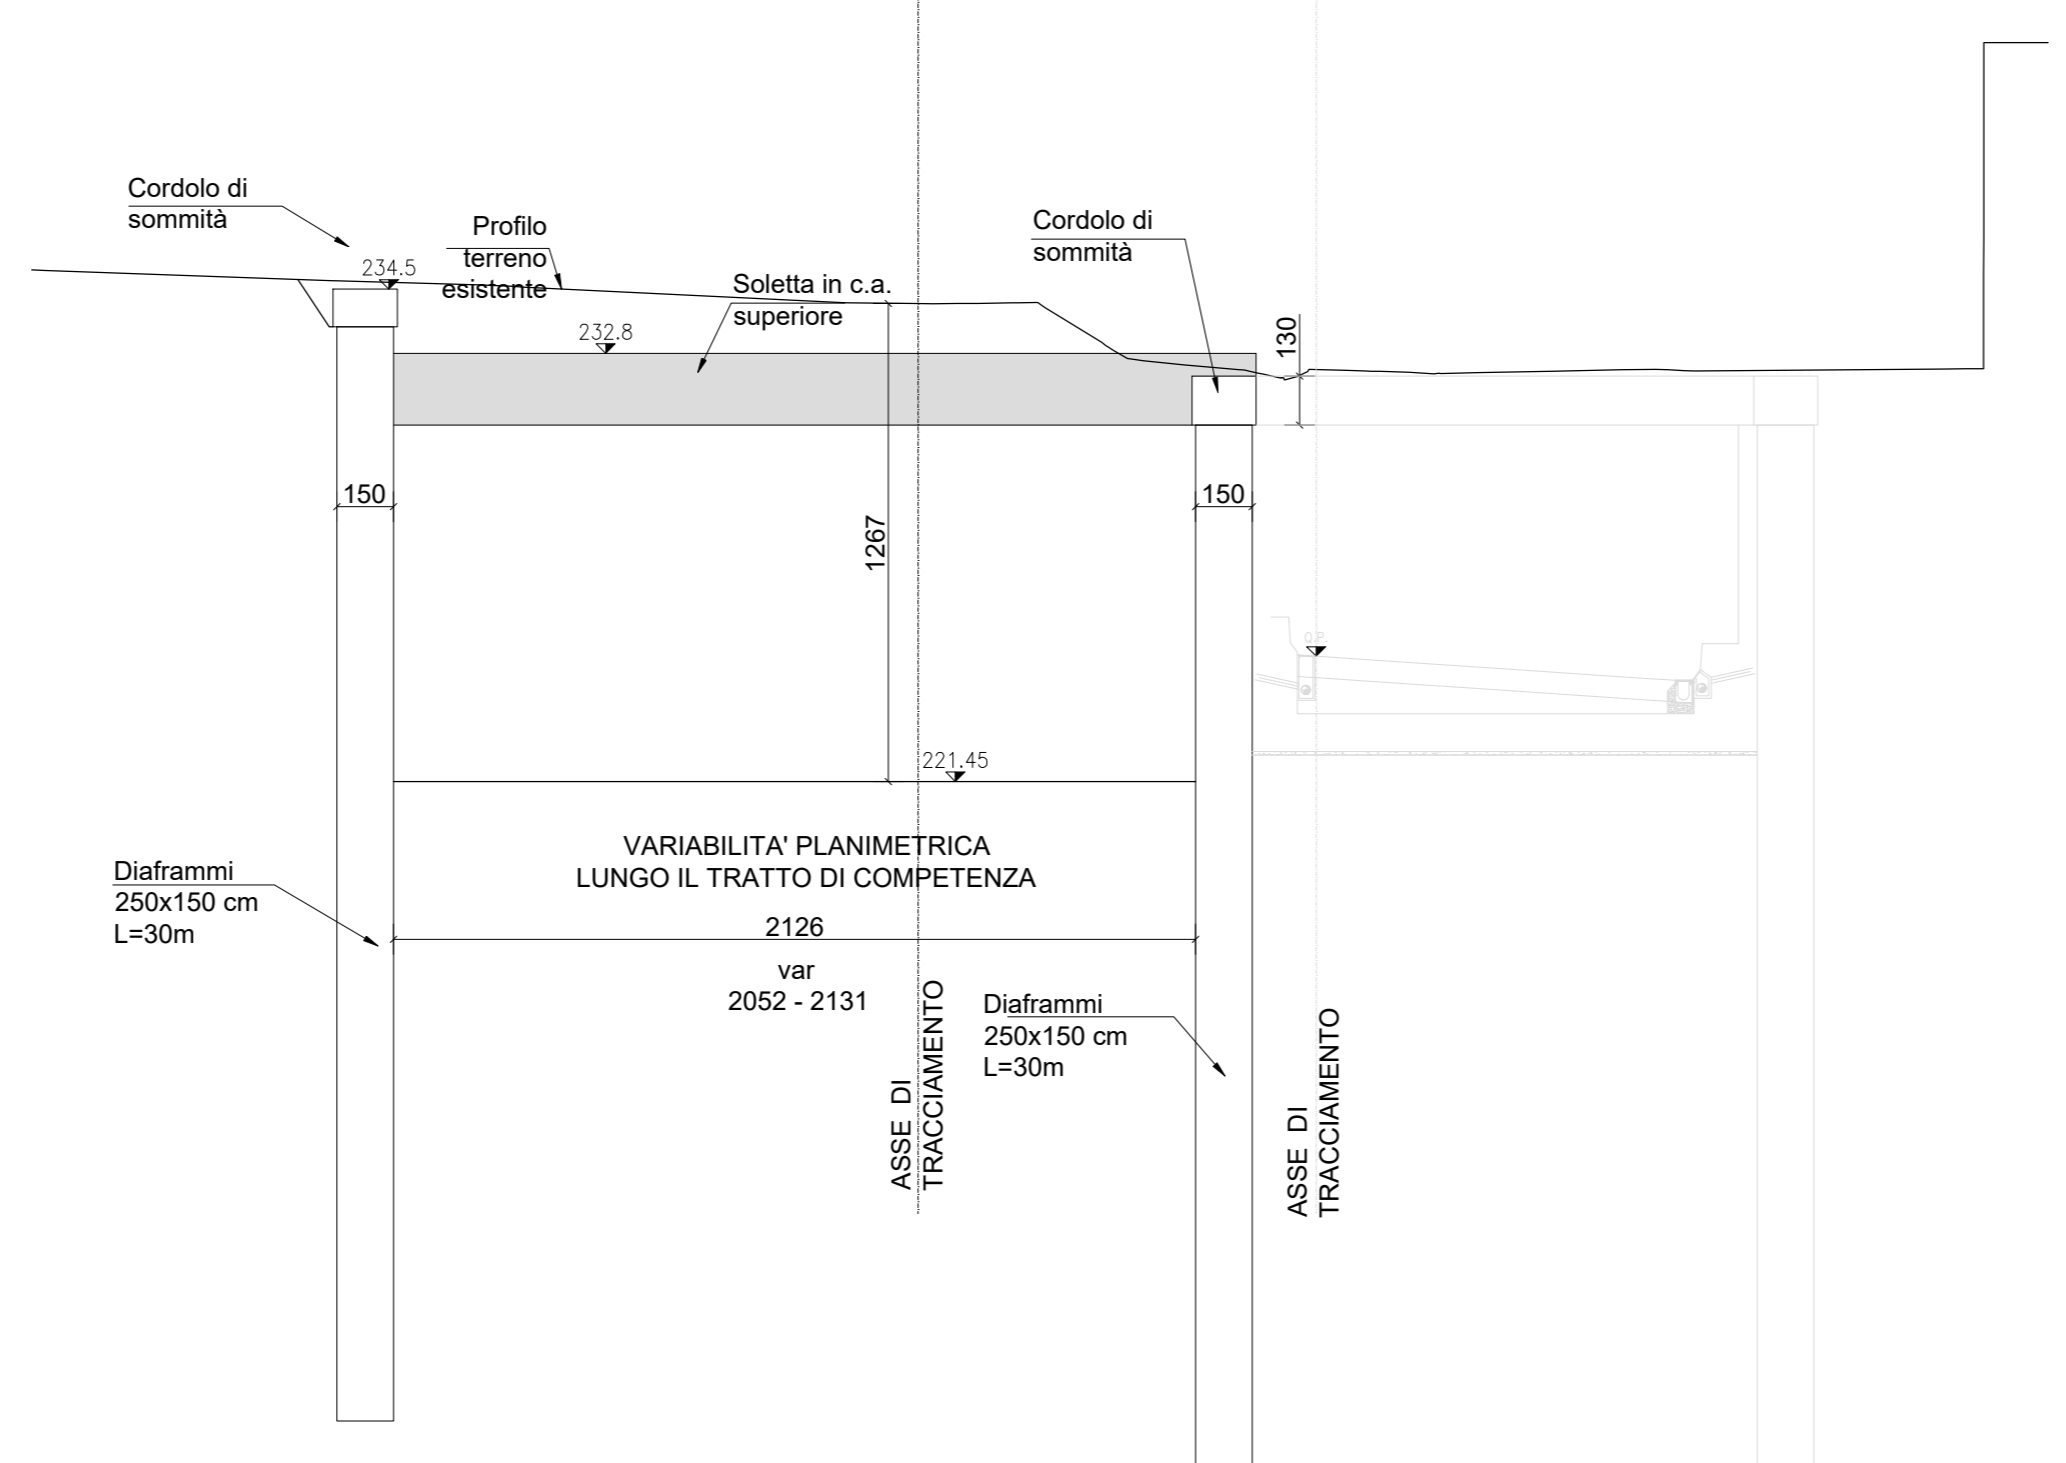 Cordolo di
sommità
Profilo
terreno
esistente
234.5
Cordolo di
sommità
Soletta in c.a.
superiore
232.8
130
150
150
1267
Q.P.
221.45
VARIABILITA' PLANIMETRICA
LUNGO IL TRATTO DI COMPETENZA
2126
var
2052 - 2131
Diaframmi
250x150 cm
L=30m
Diaframmi
250x150 cm
L=30m
ASSE DI
TRACCIAMENTO
ASSE DI
TRACCIAMENTO